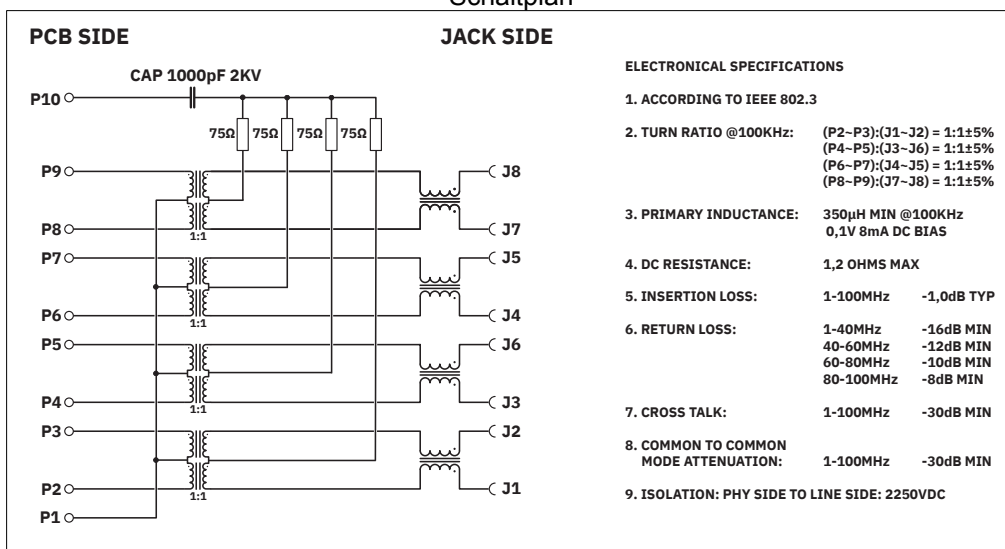 Schaltplan
PCB SIDE
JACK SIDE
CAP 1000pF 2KV
P10
75Ω 75Ω 75Ω 75Ω
P9
J8
P8
1:1
J7
P7
J5
P6
1:1
J4
P5
J6
P4
1:1
J3
P3
J2
P2
1:1
J1
P1
ELECTRONICAL SPECIFICATIONS
1. ACCORDING TO IEEE 802.3
2. TURN RATIO @100KHz: (P2~P3):(J1~J2) = 1:1±5%
(P4~P5):(J3~J6) = 1:1±5%
(P6~P7):(J4~J5) = 1:1±5%
(P8~P9):(J7~J8) = 1:1±5%
3. PRIMARY INDUCTANCE: 350µH MIN @100KHz
0,1V 8mA DC BIAS
4. DC RESISTANCE: 1,2 OHMS MAX
5. INSERTION LOSS: 1-100MHz -1,0dB TYP
6. RETURN LOSS: 1-40MHz -16dB MIN
40-60MHz -12dB MIN
60-80MHz -10dB MIN
80-100MHz -8dB MIN
7. CROSS TALK: 1-100MHz -30dB MIN
8. COMMON TO COMMON
MODE ATTENUATION: 1-100MHz -30dB MIN
9. ISOLATION: PHY SIDE TO LINE SIDE: 2250VDC